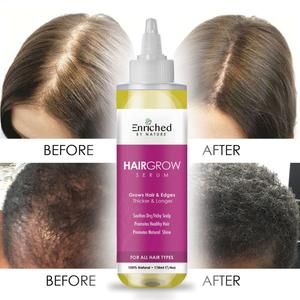 Enriched
BY NATURE
HAIRGROW
SERUM
Grows Hair & Edges
Thicker & Longer
Soothes Dry/Itchy Scalp
Promotes Healthy Hair
Promotes Natural Shine
FOR ALL HAIR TYPES
BEFORE
AFTER
BEFORE
AFTER